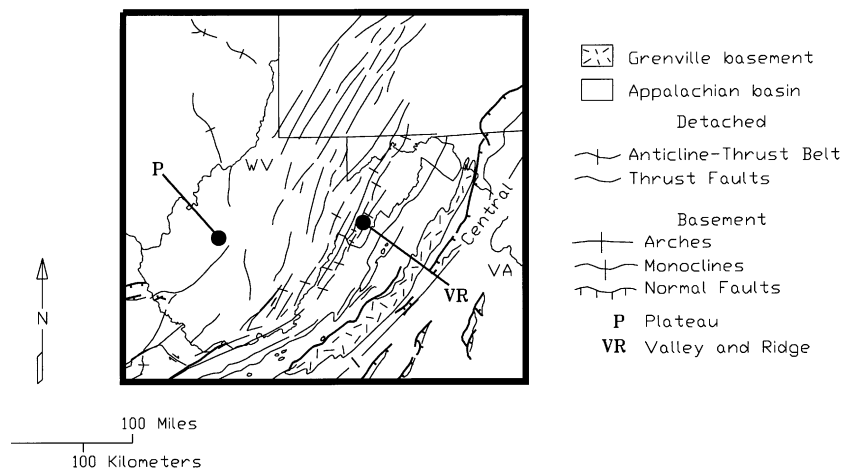 P
WV
Central
VA
VR
N
100 Miles
100 Kilometers
Grenville basement
Appalachian basin
Detached
Anticline-Thrust Belt
Thrust Faults
Basement
Arches
Monoclines
Normal Faults
P Plateau
VR Valley and Ridge